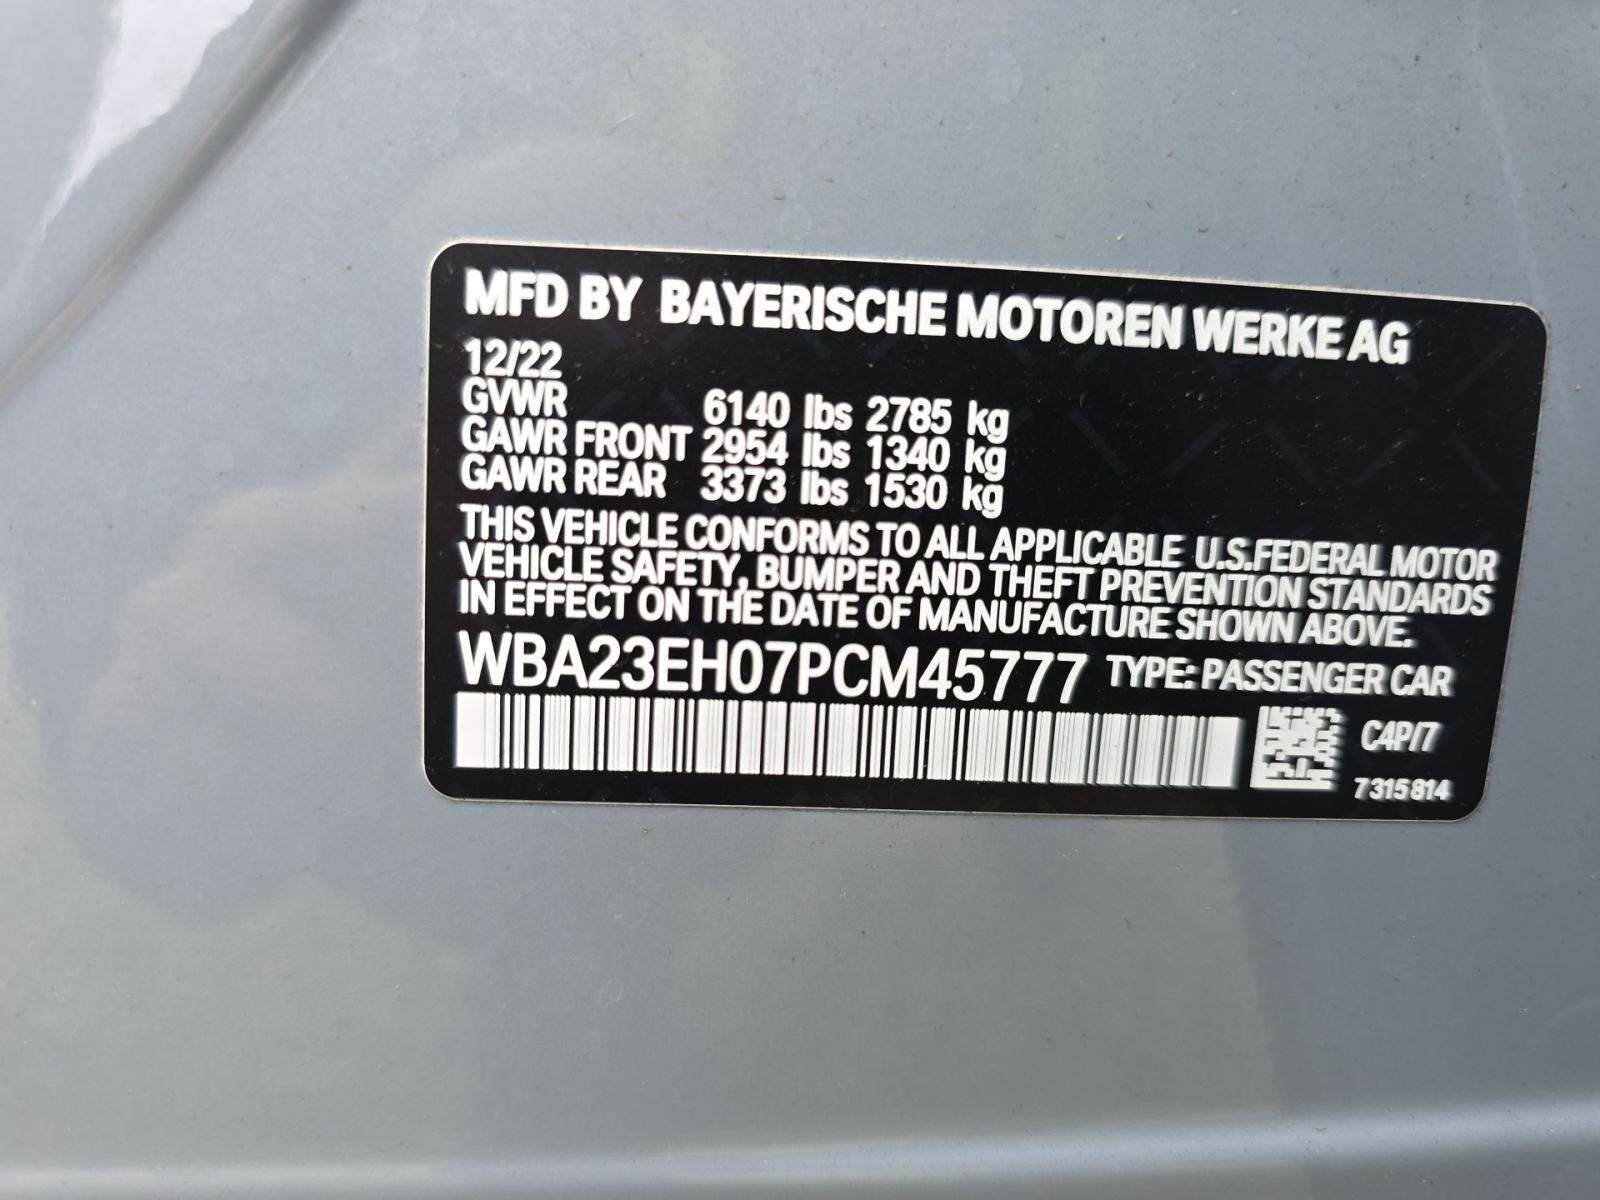 MFD BY BAYERISCHE MOTOREN WERKE AG
12/22
GVWR 6140 lbs 2785 kg
GAWR FRONT 2954 lbs 1340 kg
GAWR REAR 3373 lbs 1530 kg
THIS VEHICLE CONFORMS TO ALL APPLICABLE U.S.FEDERAL MOTOR
VEHICLE SAFETY, BUMPER AND THEFT PREVENTION STANDARDS
IN EFFECT ON THE DATE OF MANUFACTURE SHOWN ABOVE.
WBA23EH07PCM45777 TYPE: PASSENGER CAR
C4P/7
7315814